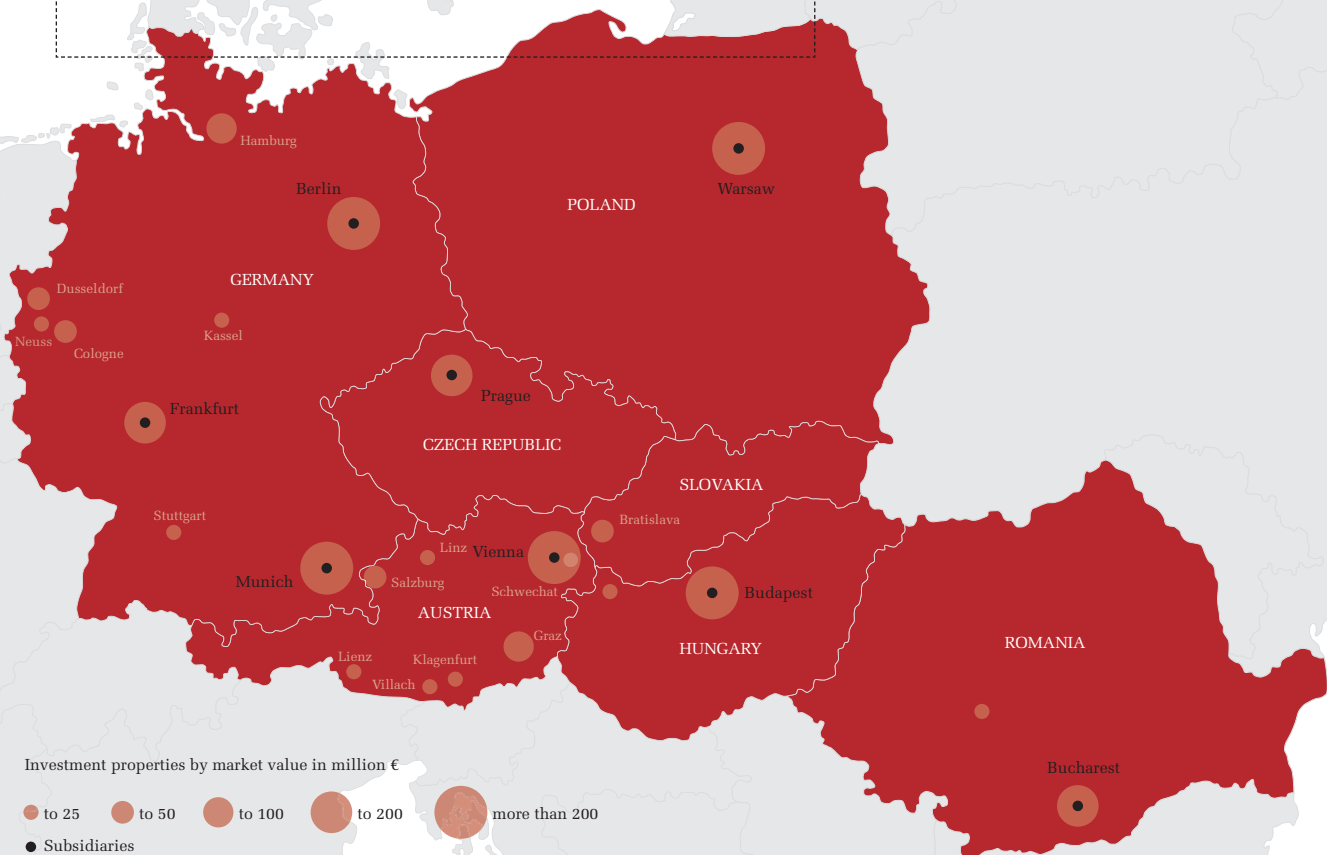 Hamburg
Berlin
Warsaw
POLAND
GERMANY
Dusseldorf
Neuss
Cologne
Kassel
Prague
Frankfurt
CZECH REPUBLIC
SLOVAKIA
Stuttgart
Bratislava
Linz
Vienna
Munich
Salzburg
Schwechat
Budapest
AUSTRIA
Graz
HUNGARY
ROMANIA
Lienz
Klagenfurt
Villach
Bucharest
Investment properties by market value in million €
to 25 to 50 to 100 to 200 more than 200
Subsidiaries